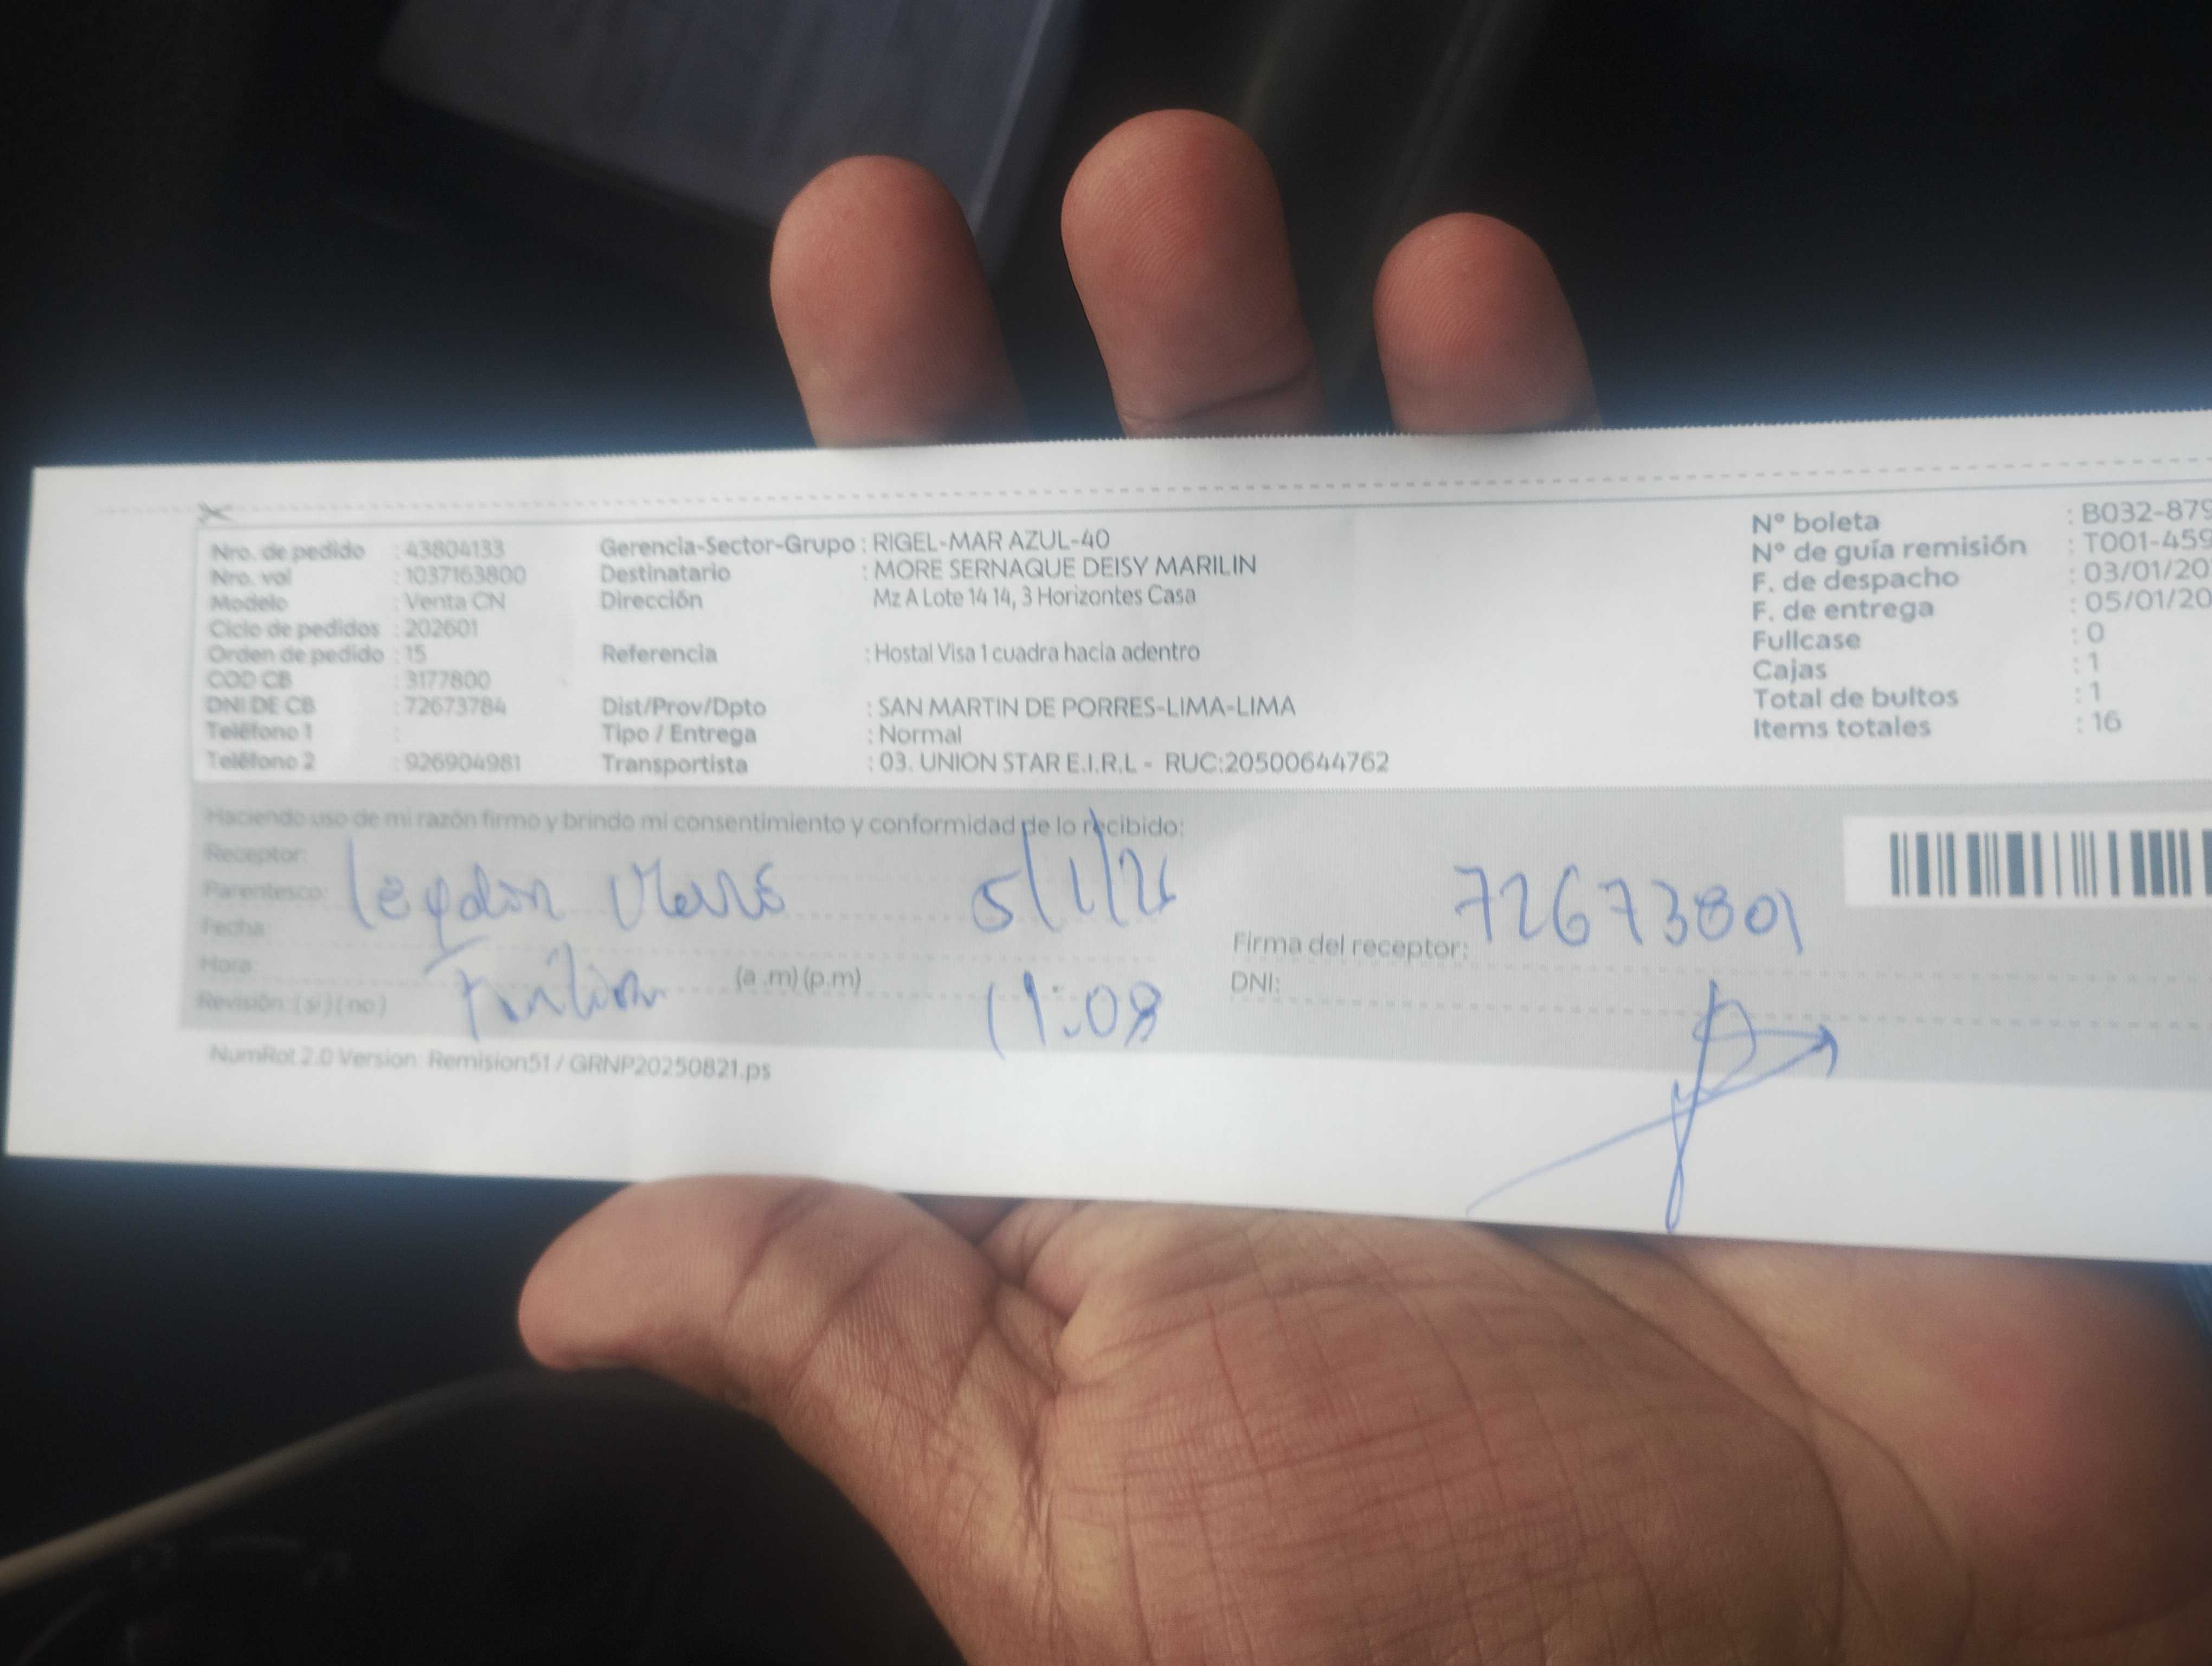 Nro. de pedido : 43804133
Nro. vol : 1037163800
Modelo : Venta CN
Ciclo de pedidos : 202601
Orden de pedido : 15
COD CB : 3177800
DNI DE CB : 72673784
Teléfono 1 :
Teléfono 2 : 926904981
Gerencia-Sector-Grupo : RIGEL-MAR AZUL-40
Destinatario : MORE SERNAQUE DEISY MARILIN
Dirección Mz A Lote 14 14, 3 Horizontes Casa
Referencia : Hostal Visa 1 cuadra hacia adentro
Dist/Prov/Dpto : SAN MARTIN DE PORRES-LIMA-LIMA
Tipo / Entrega : Normal
Transportista : 03. UNION STAR E.I.R.L - RUC:20500644762
N° boleta : B032-879
N° de guía remisión : T001-459
F. de despacho : 03/01/20
F. de entrega : 05/01/20
Fullcase : 0
Cajas : 1
Total de bultos : 1
Items totales : 16
Haciendo uso de mi razón firmo y brindo mi consentimiento y conformidad de lo recibido:
Receptor:
Parentesco:
Fecha: 5/1/26
Hora: (a.m) (p.m) 11:08
Revisión: (si) (no)
Firma del receptor: 72673801
DNI:
NumRot 2.0 Version: Remision51 / GRNP20250821.ps